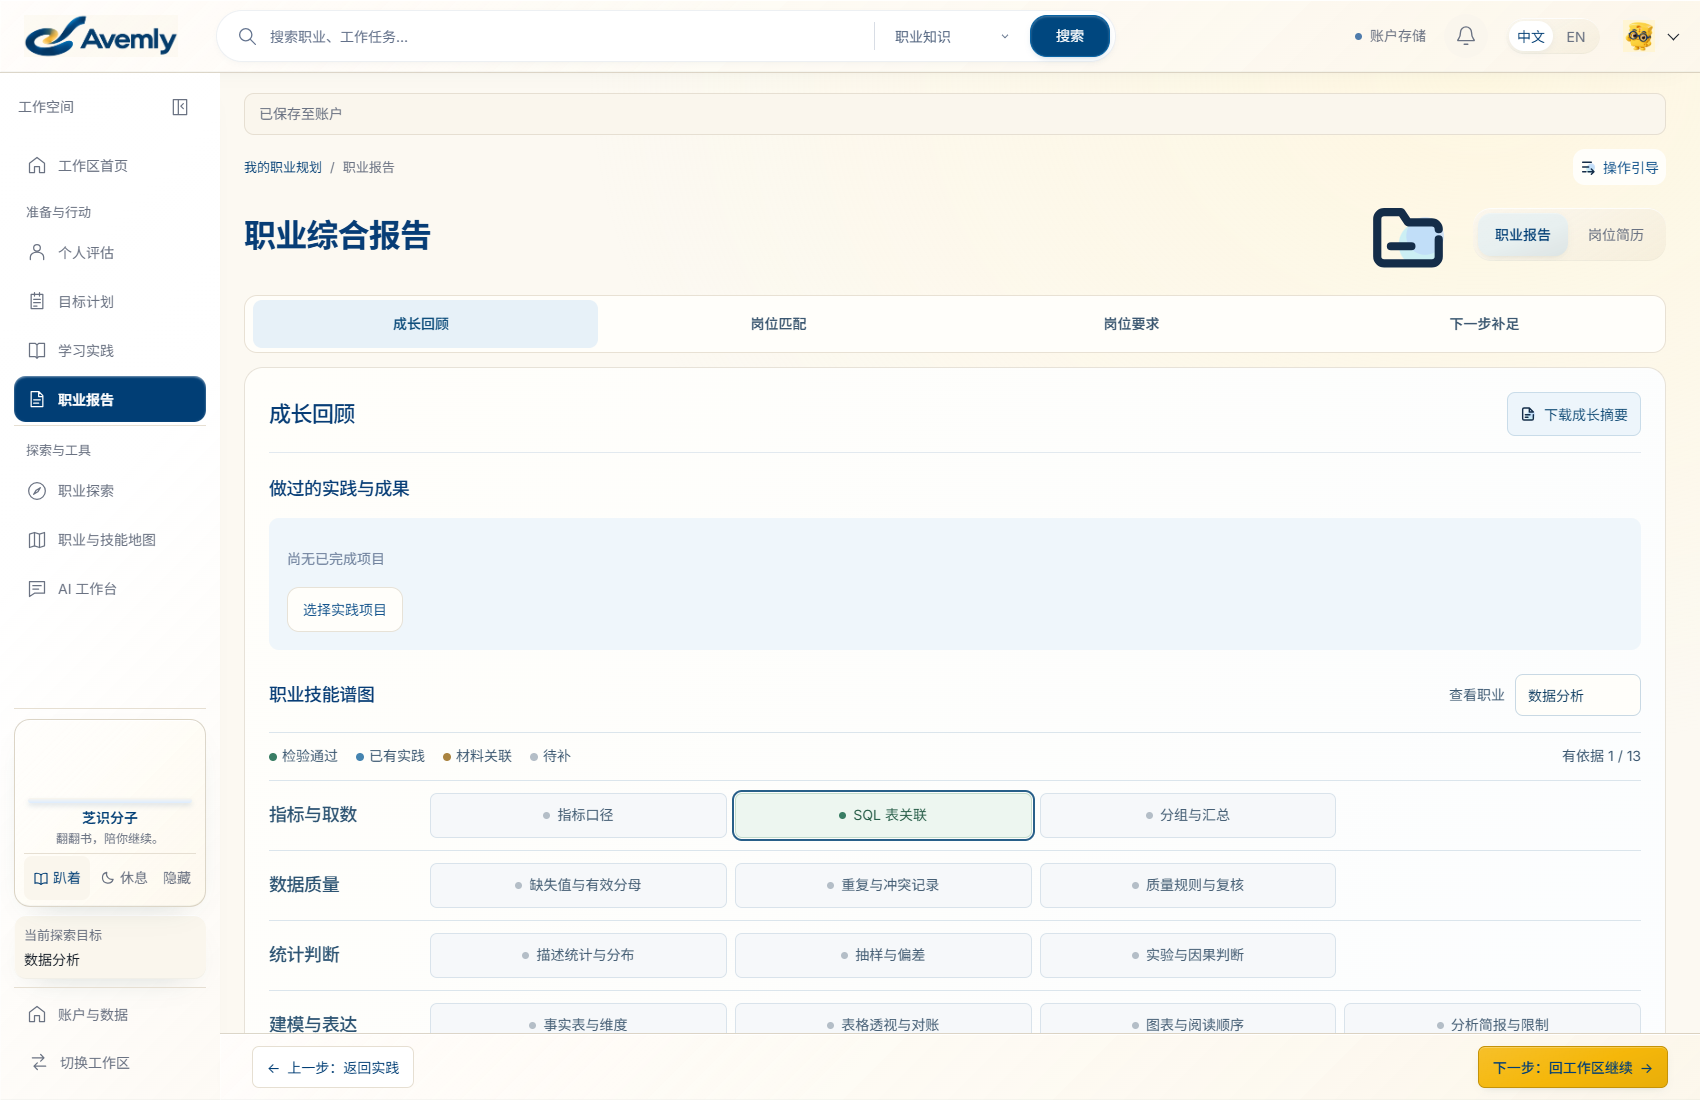 Avemly
搜索职业、工作任务...
职业知识
搜索
账户存储
中文 EN
工作空间
工作区首页
准备与行动
个人评估
目标计划
学习实践
职业报告
探索与工具
职业探索
职业与技能地图
AI 工作台
芝识分子
翻翻书，陪你继续。
趴着 休息 隐藏
当前探索目标
数据分析
账户与数据
切换工作区
已保存至账户
我的职业规划 / 职业报告
操作引导
职业综合报告
职业报告 岗位简历
成长回顾 岗位匹配 岗位要求 下一步补足
成长回顾
下载成长摘要
做过的实践与成果
尚无已完成项目
选择实践项目
职业技能谱图
查看职业 数据分析
检验通过 已有实践 材料关联 待补
有依据 1 / 13
指标与取数 指标口径 SQL 表关联 分组与汇总
数据质量 缺失值与有效分母 重复与冲突记录 质量规则与复核
统计判断 描述统计与分布 抽样与偏差 实验与因果判断
建模与表达 事实表与维度 表格透视与对账 图表与阅读顺序 分析简报与限制
← 上一步：返回实践
下一步：回工作区继续 →